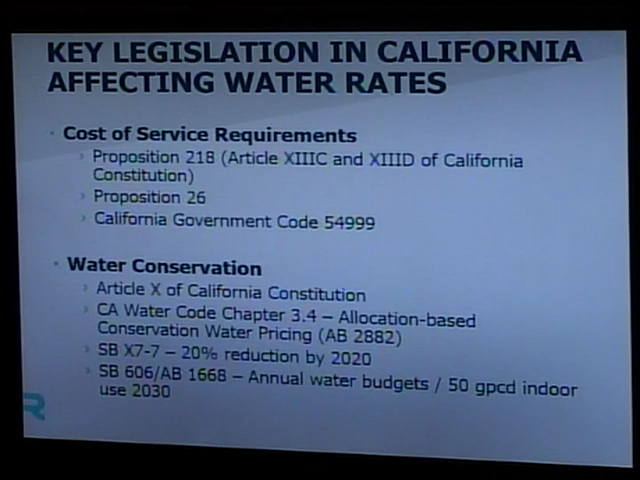 KEY LEGISLATION IN CALIFORNIA
AFFECTING WATER RATES
Cost of Service Requirements
Proposition 218 (Article XIIIC and XIIID of California
Constitution)
Proposition 26
California Government Code 54999
Water Conservation
Article X of California Constitution
CA Water Code Chapter 3.4 – Allocation-based
Conservation Water Pricing (AB 2882)
SB X7-7 – 20% reduction by 2020
SB 606/AB 1668 – Annual water budgets / 50 gpcd indoor
use 2030
R